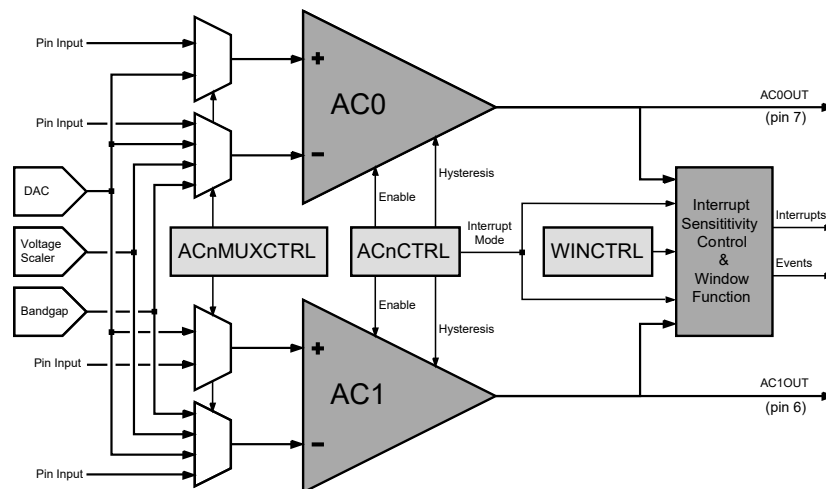 Pin Input
+
AC0
AC0OUT
(pin 7)
Pin Input
−
DAC
Enable
Hysteresis
Voltage
Scaler
ACnMUXCTRL
ACnCTRL
Interrupt
Mode
WINCTRL
Interrupt
Sensititivity
Control
&
Window
Function
Interrupts
Events
Bandgap
Enable
Hysteresis
Pin Input
+
AC1
AC1OUT
(pin 6)
−
Pin Input